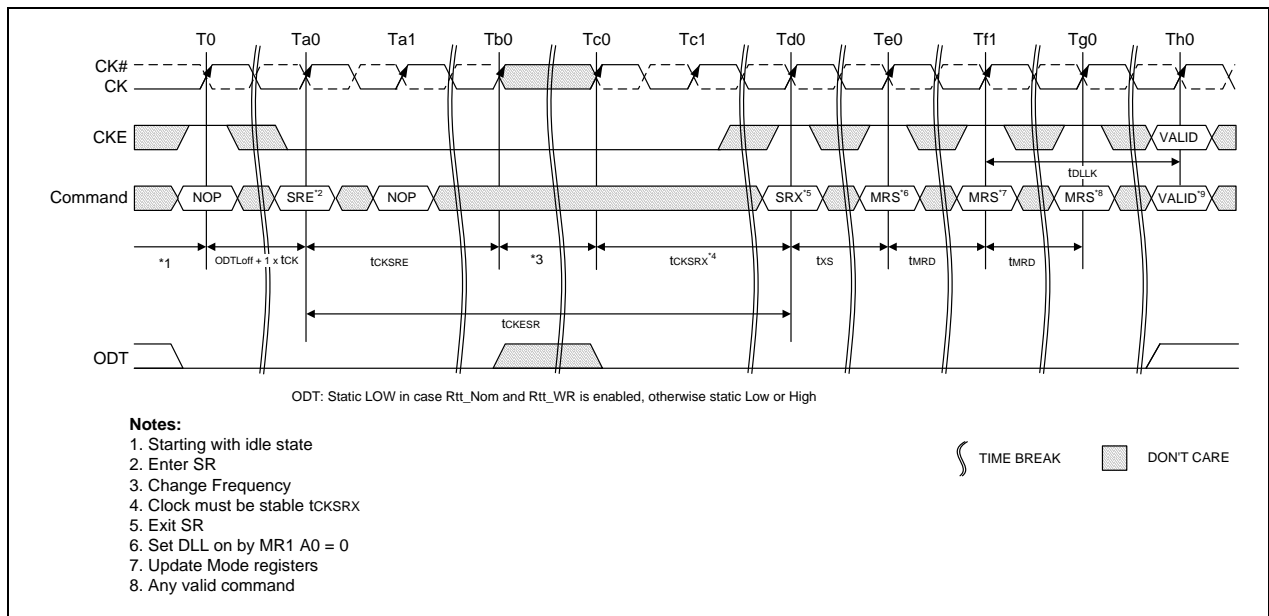 T0 Ta0 Ta1 Tb0 Tc0 Tc1 Td0 Te0 Tf1 Tg0 Th0
CK#
CK
CKE
VALID
tDLLK
Command
NOP SRE*2 NOP SRX*5 MRS*6 MRS*7 MRS*8 VALID*9
*1 ODTLoff + 1 x tCK tCKSRE *3 tCKSRX*4 tXS tMRD tMRD
tCKESR
ODT
ODT: Static LOW in case Rtt_Nom and Rtt_WR is enabled, otherwise static Low or High
Notes:
1. Starting with idle state
2. Enter SR
3. Change Frequency
4. Clock must be stable tCKSRX
5. Exit SR
6. Set DLL on by MR1 A0 = 0
7. Update Mode registers
8. Any valid command
TIME BREAK DON'T CARE